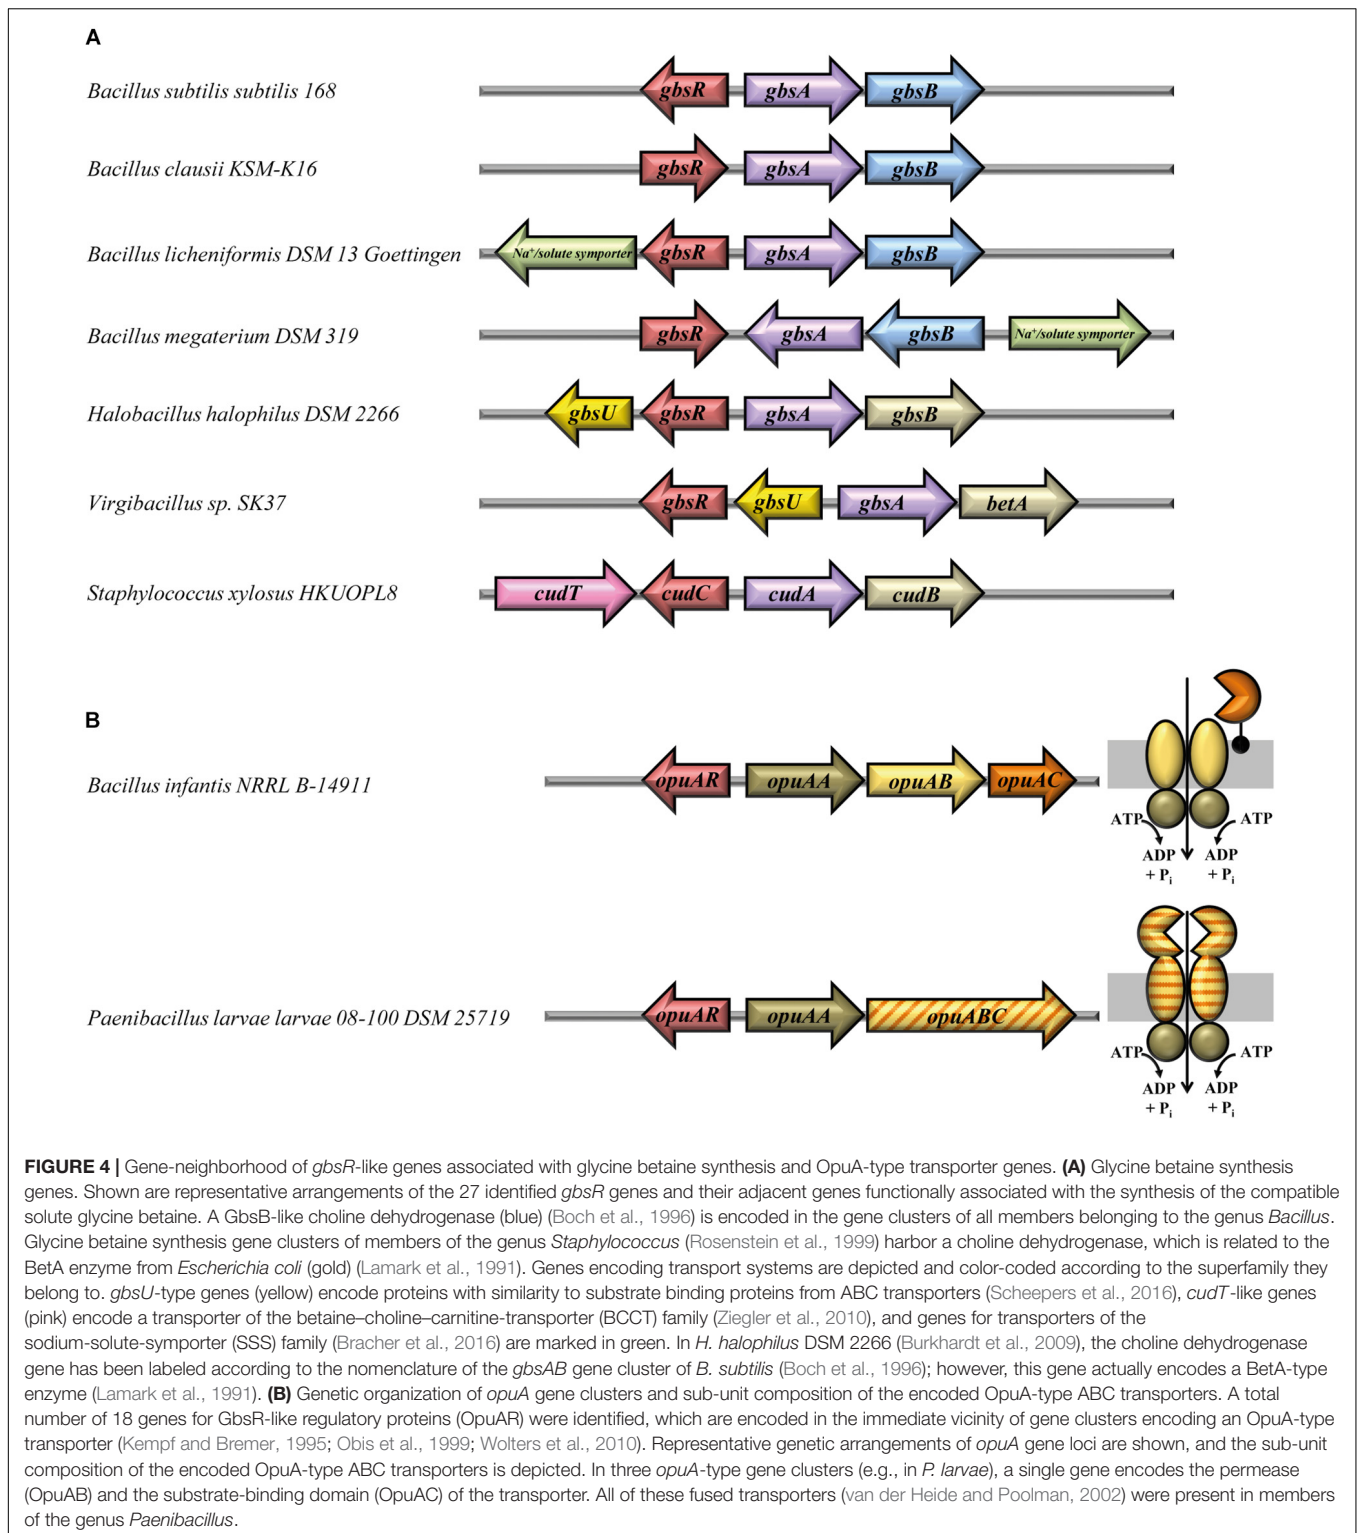 A
Bacillus subtilis subtilis 168 gbsR gbsA gbsB
Bacillus clausii KSM-K16 gbsR gbsA gbsB
Bacillus licheniformis DSM 13 Goettingen Na⁺/solute symporter gbsR gbsA gbsB
Bacillus megaterium DSM 319 gbsR gbsA gbsB Na⁺/solute symporter
Halobacillus halophilus DSM 2266 gbsU gbsR gbsA gbsB
Virgibacillus sp. SK37 gbsR gbsU gbsA betA
Staphylococcus xylosus HKUOPL8 cudT cudC cudA cudB
B
Bacillus infantis NRRL B-14911 opuAR opuAA opuAB opuAC
ATP ATP
ADP ADP
+ Pi + Pi
Paenibacillus larvae larvae 08-100 DSM 25719 opuAR opuAA opuABC
ATP ATP
ADP ADP
+ Pi + Pi
FIGURE 4 | Gene-neighborhood of gbsR-like genes associated with glycine betaine synthesis and OpuA-type transporter genes. (A) Glycine betaine synthesis
genes. Shown are representative arrangements of the 27 identified gbsR genes and their adjacent genes functionally associated with the synthesis of the compatible
solute glycine betaine. A GbsB-like choline dehydrogenase (blue) (Boch et al., 1996) is encoded in the gene clusters of all members belonging to the genus Bacillus.
Glycine betaine synthesis gene clusters of members of the genus Staphylococcus (Rosenstein et al., 1999) harbor a choline dehydrogenase, which is related to the
BetA enzyme from Escherichia coli (gold) (Lamark et al., 1991). Genes encoding transport systems are depicted and color-coded according to the superfamily they
belong to. gbsU-type genes (yellow) encode proteins with similarity to substrate binding proteins from ABC transporters (Scheepers et al., 2016), cudT-like genes
(pink) encode a transporter of the betaine–choline–carnitine-transporter (BCCT) family (Ziegler et al., 2010), and genes for transporters of the
sodium-solute-symporter (SSS) family (Bracher et al., 2016) are marked in green. In H. halophilus DSM 2266 (Burkhardt et al., 2009), the choline dehydrogenase
gene has been labeled according to the nomenclature of the gbsAB gene cluster of B. subtilis (Boch et al., 1996); however, this gene actually encodes a BetA-type
enzyme (Lamark et al., 1991). (B) Genetic organization of opuA gene clusters and sub-unit composition of the encoded OpuA-type ABC transporters. A total
number of 18 genes for GbsR-like regulatory proteins (OpuAR) were identified, which are encoded in the immediate vicinity of gene clusters encoding an OpuA-type
transporter (Kempf and Bremer, 1995; Obis et al., 1999; Wolters et al., 2010). Representative genetic arrangements of opuA gene loci are shown, and the sub-unit
composition of the encoded OpuA-type ABC transporters is depicted. In three opuA-type gene clusters (e.g., in P. larvae), a single gene encodes the permease
(OpuAB) and the substrate-binding domain (OpuAC) of the transporter. All of these fused transporters (van der Heide and Poolman, 2002) were present in members
of the genus Paenibacillus.